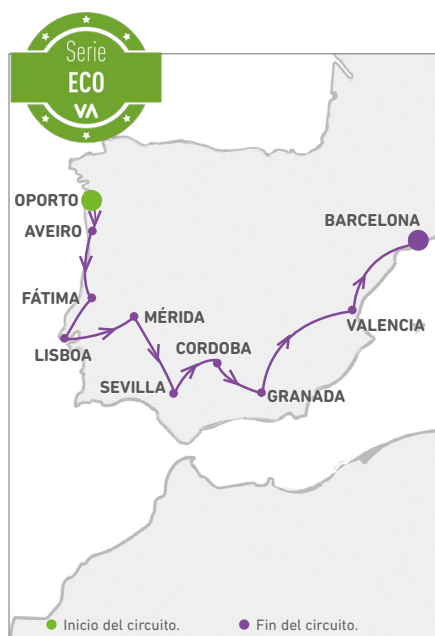 Serie
ECO
VA
OPORTO
AVEIRO
BARCELONA
FÁTIMA
MÉRIDA
VALENCIA
LISBOA
CORDOBA
SEVILLA
GRANADA
Inicio del circuito.
Fin del circuito.